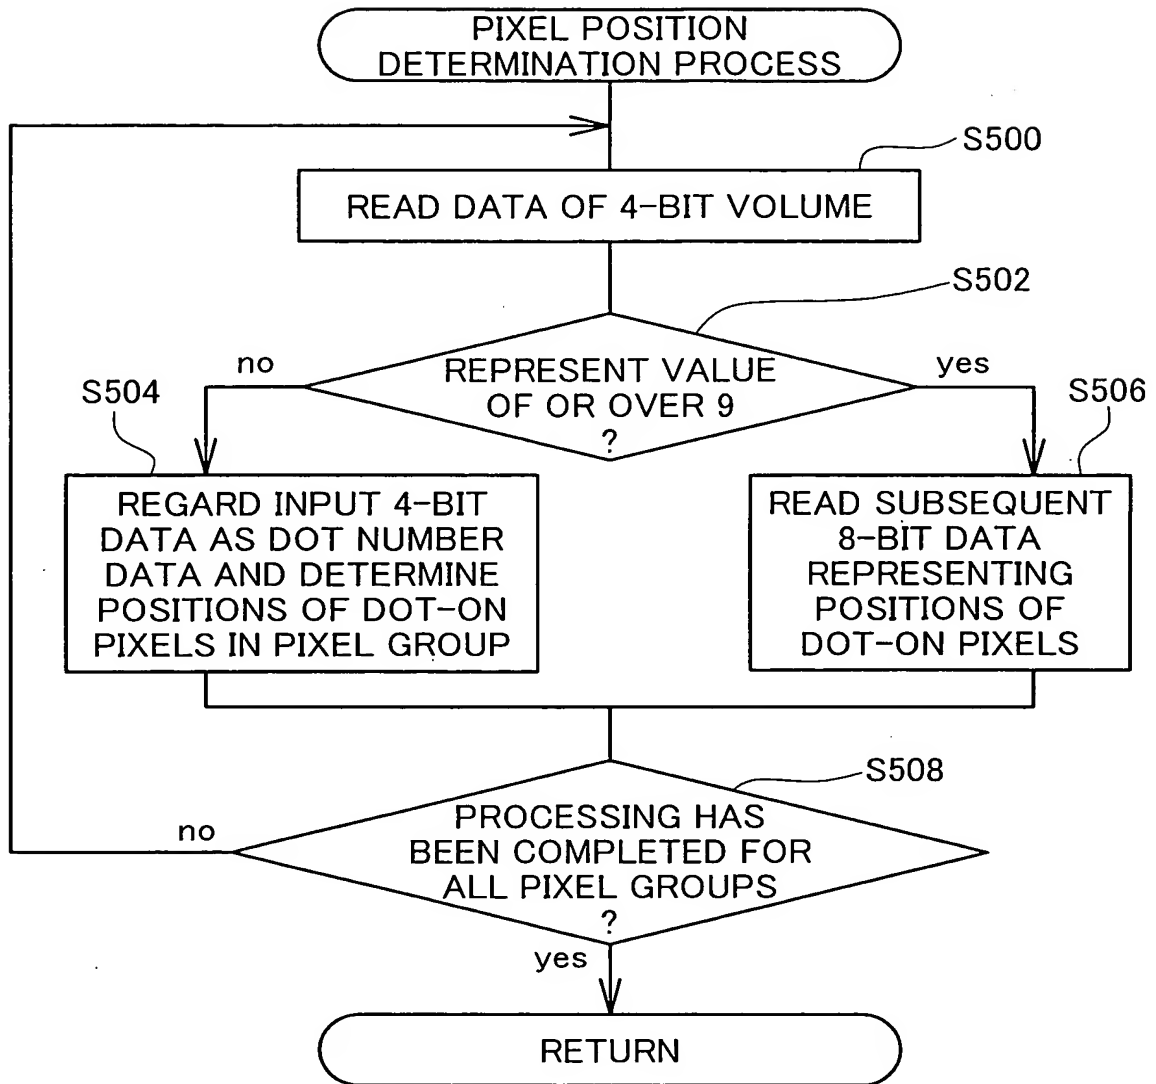 PIXEL POSITION
DETERMINATION PROCESS
S500
READ DATA OF 4-BIT VOLUME
S502
no
REPRESENT VALUE
OF OR OVER 9
?
yes
S504
S506
REGARD INPUT 4-BIT
DATA AS DOT NUMBER
DATA AND DETERMINE
POSITIONS OF DOT-ON
PIXELS IN PIXEL GROUP
READ SUBSEQUENT
8-BIT DATA
REPRESENTING
POSITIONS OF
DOT-ON PIXELS
S508
no
PROCESSING HAS
BEEN COMPLETED FOR
ALL PIXEL GROUPS
?
yes
RETURN